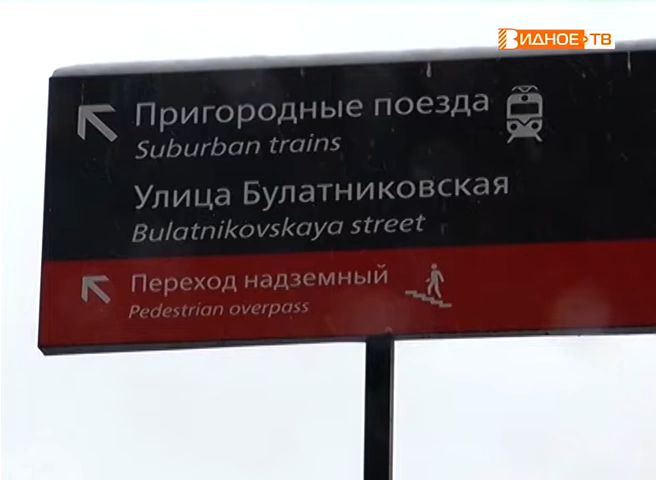 ВИДНОЕ ТВ
Пригородные поезда
Suburban trains
Улица Булатниковская
Bulatnikovskaya street
Переход надземный
Pedestrian overpass